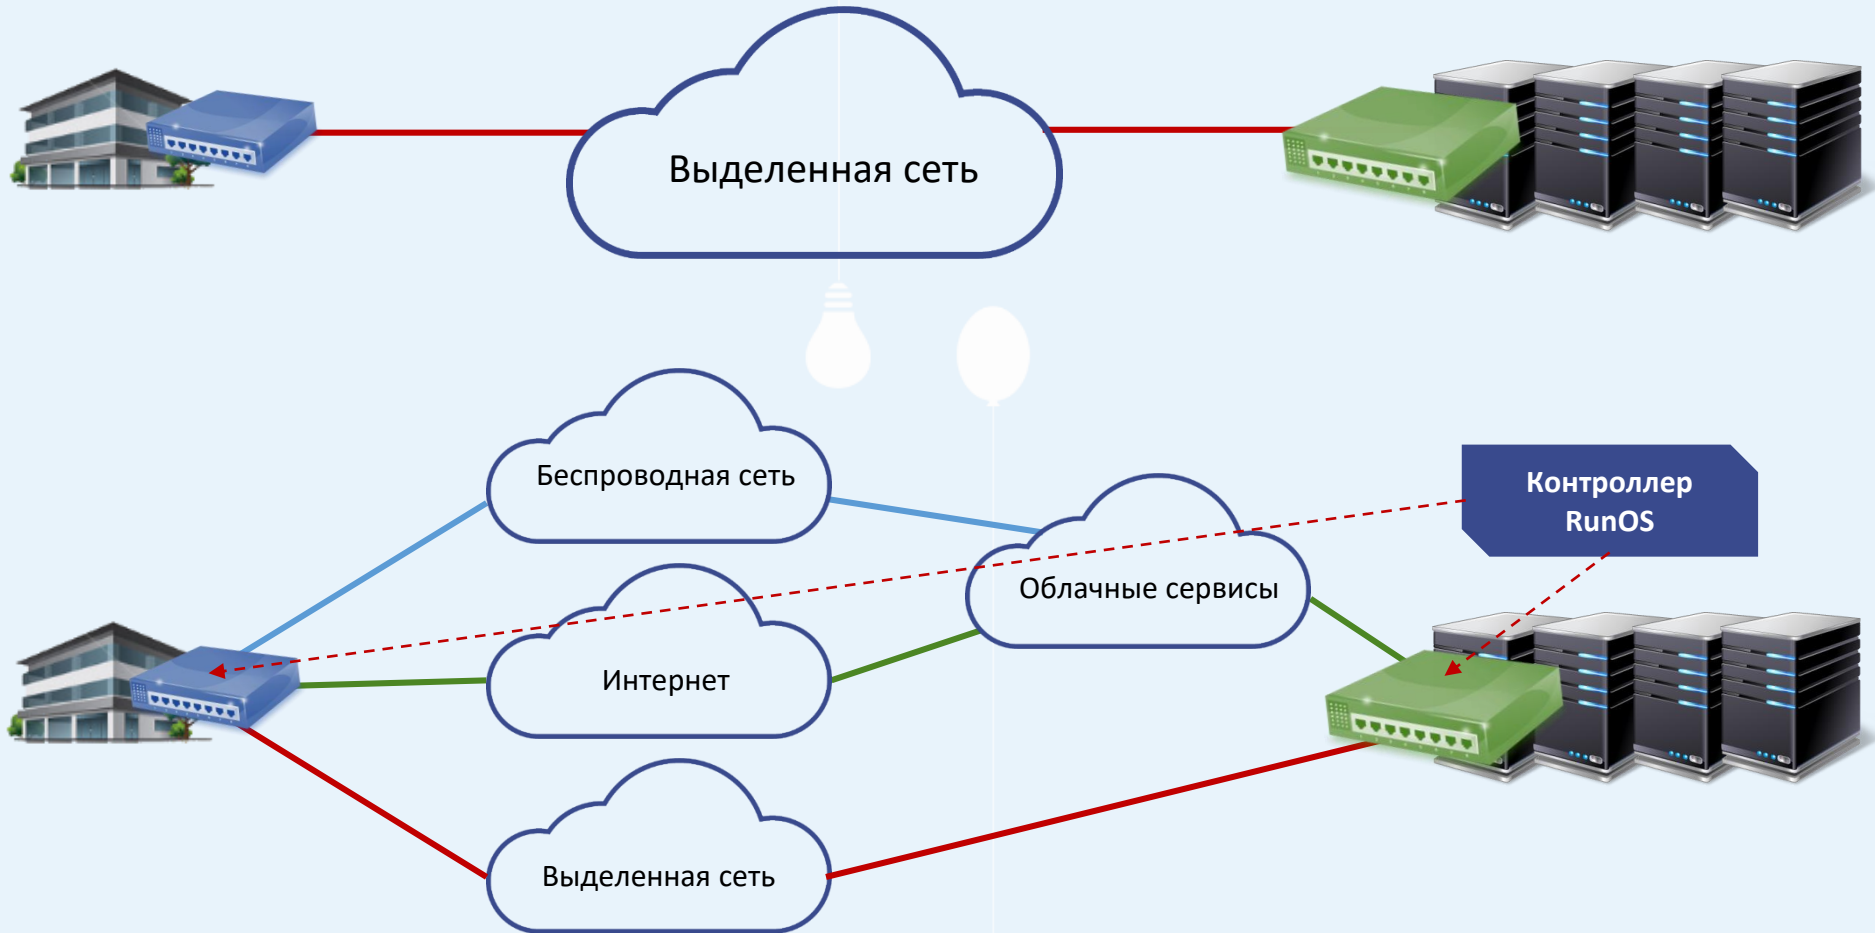 Выделенная сеть
Беспроводная сеть
Контроллер
RunOS
Облачные сервисы
Интернет
Выделенная сеть